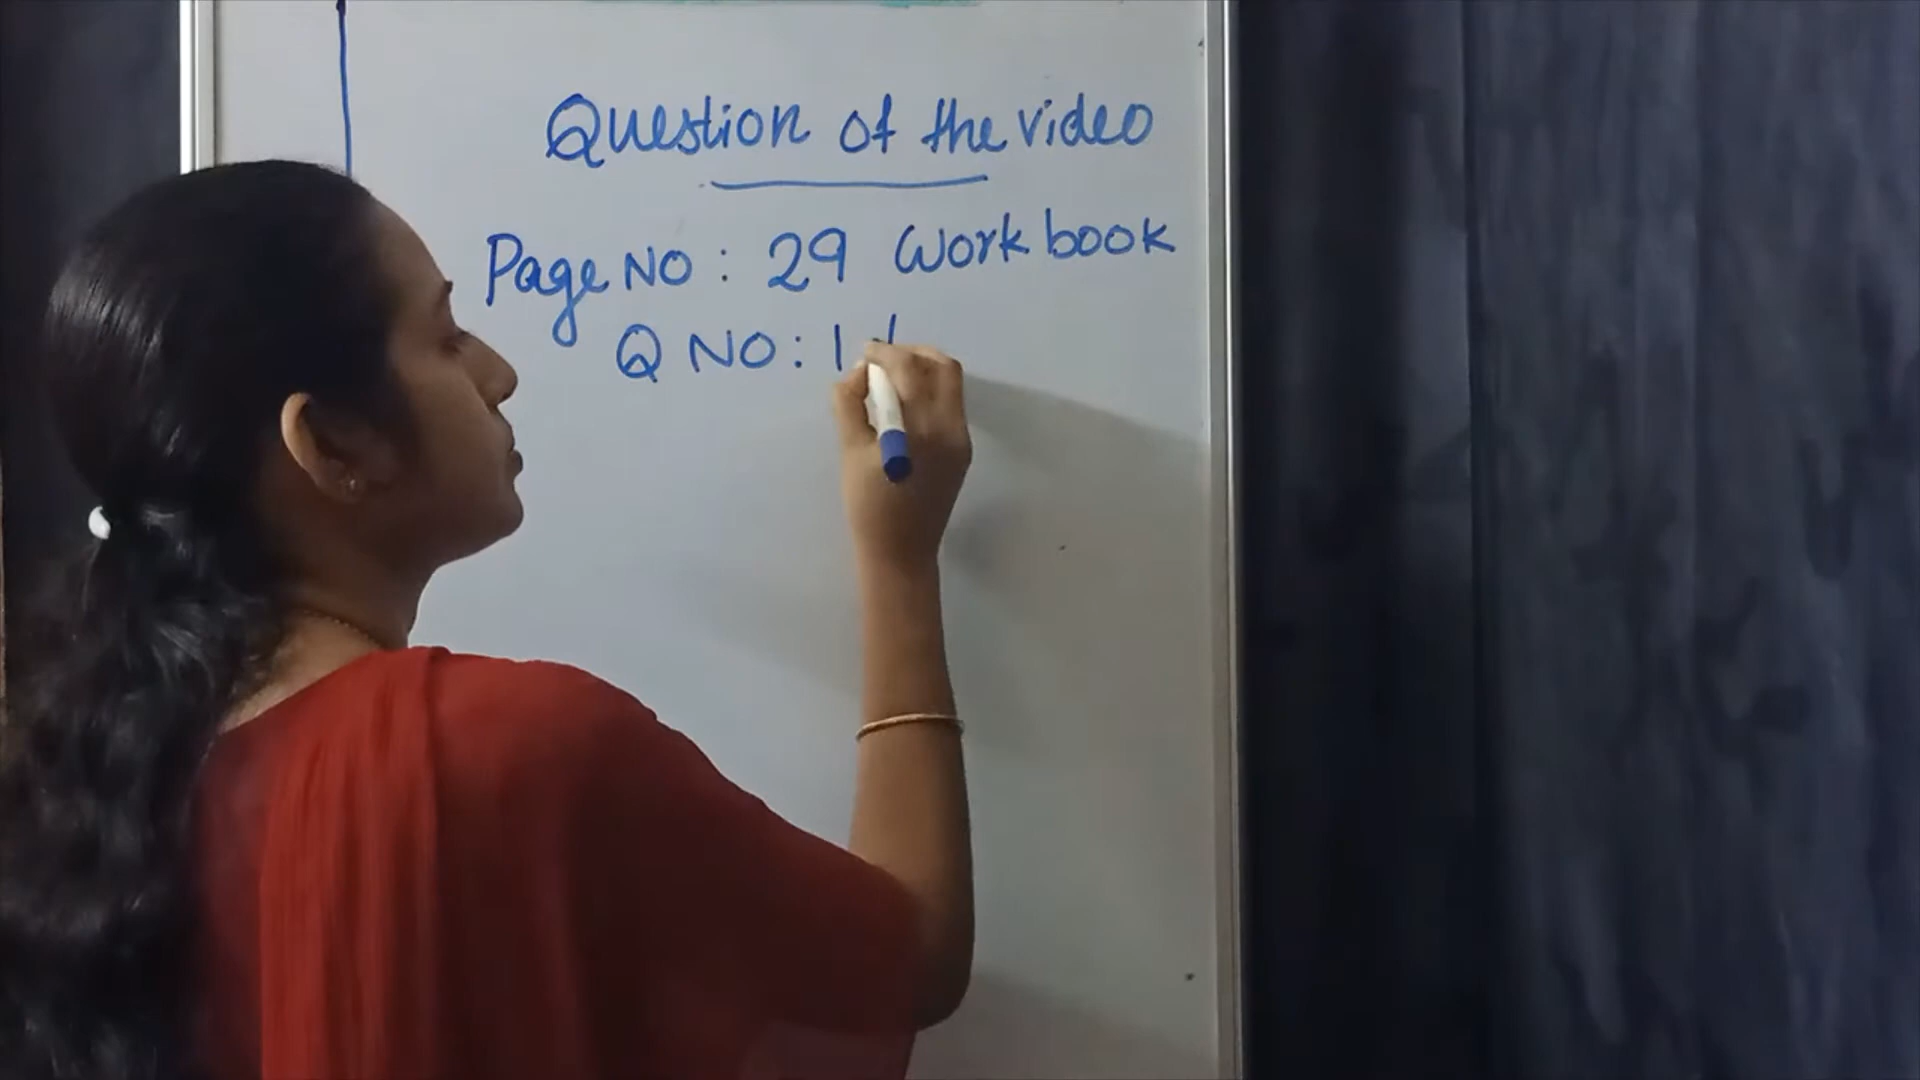 Question of the video
Page No : 29 Work book
Q NO : 1